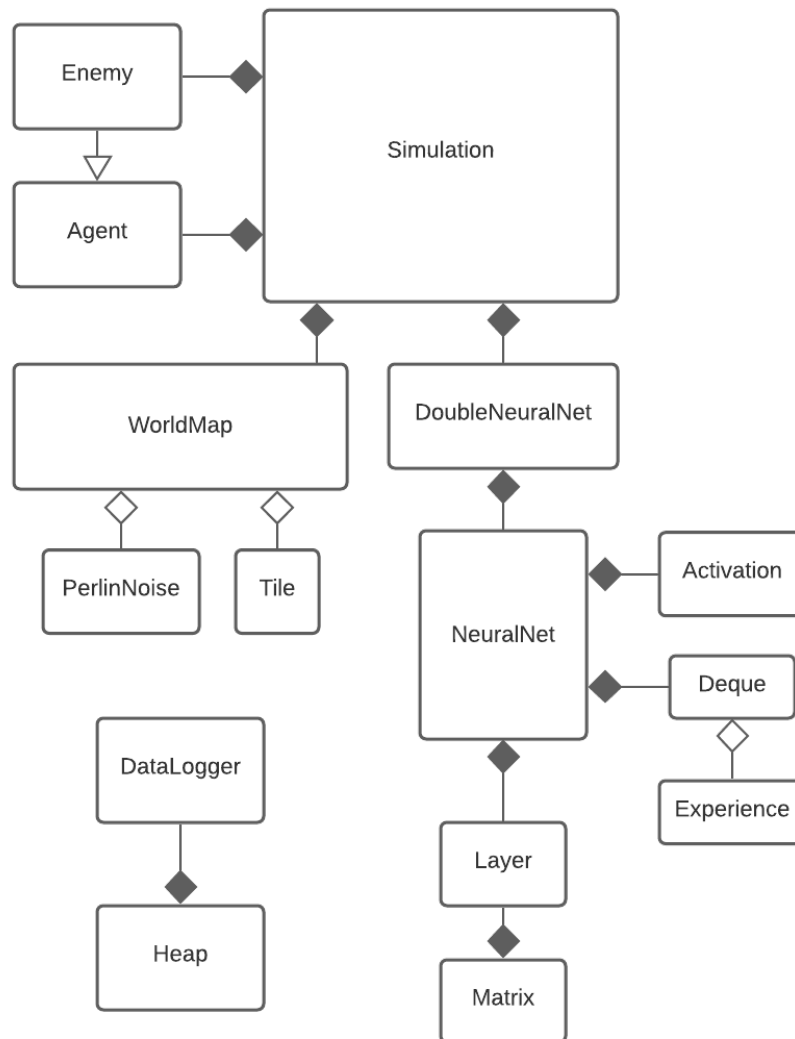 Enemy
Simulation
Agent
WorldMap
DoubleNeuralNet
PerlinNoise
Tile
NeuralNet
Activation
Deque
DataLogger
Experience
Layer
Heap
Matrix